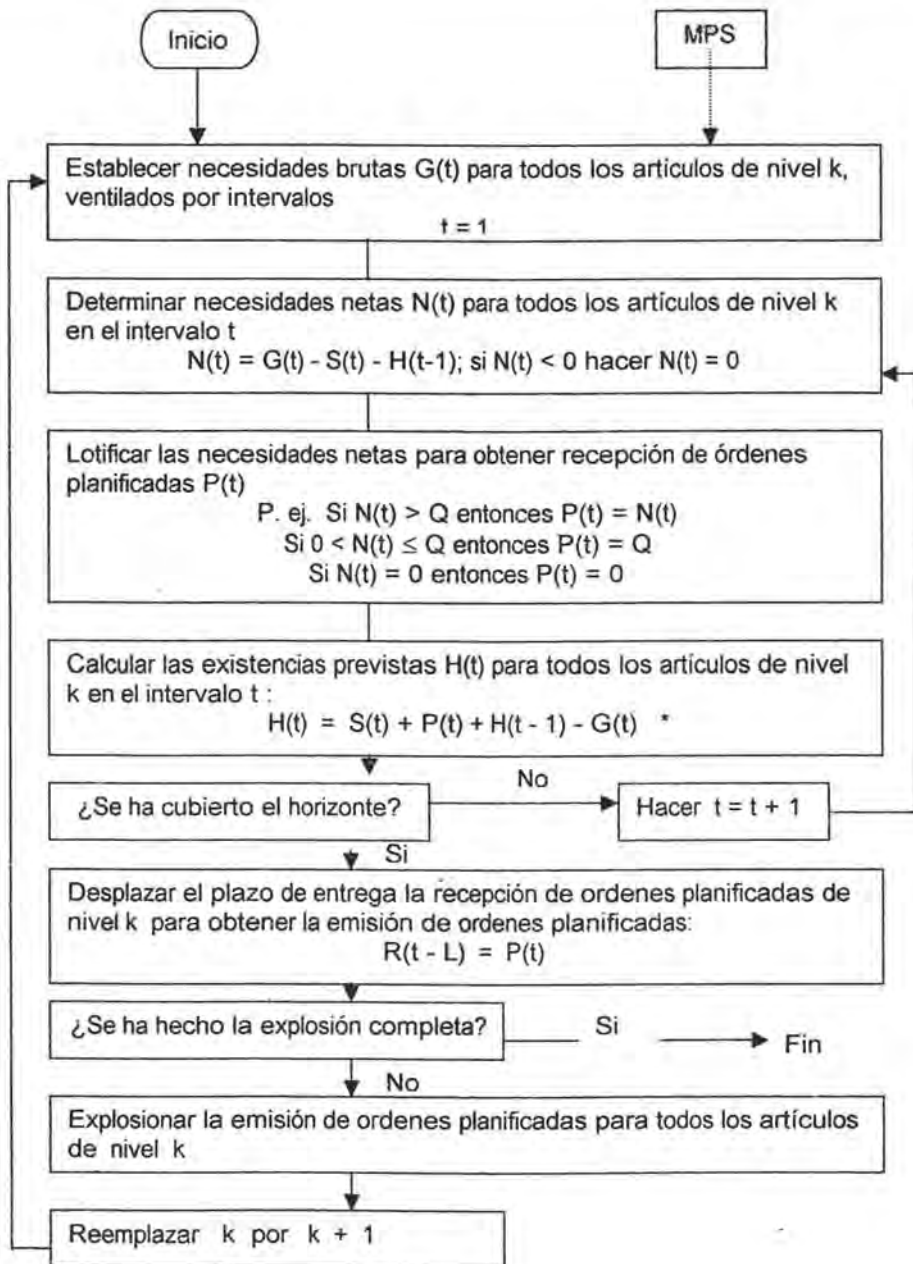 Inicio
MPS
Establecer necesidades brutas G(t) para todos los artículos de nivel k,
ventilados por intervalos
t = 1
Determinar necesidades netas N(t) para todos los artículos de nivel k
en el intervalo t
N(t) = G(t) - S(t) - H(t-1); si N(t) < 0 hacer N(t) = 0
Lotificar las necesidades netas para obtener recepción de órdenes
planificadas P(t)
P. ej. Si N(t) > Q entonces P(t) = N(t)
Si 0 < N(t) ≤ Q entonces P(t) = Q
Si N(t) = 0 entonces P(t) = 0
Calcular las existencias previstas H(t) para todos los artículos de nivel
k en el intervalo t :
H(t) = S(t) + P(t) + H(t - 1) - G(t) *
¿Se ha cubierto el horizonte?
No
Hacer t = t + 1
Si
Desplazar el plazo de entrega la recepción de ordenes planificadas de
nivel k para obtener la emisión de ordenes planificadas:
R(t - L) = P(t)
¿Se ha hecho la explosión completa?
Si
Fin
No
Explosionar la emisión de ordenes planificadas para todos los artículos
de nivel k
Reemplazar k por k + 1